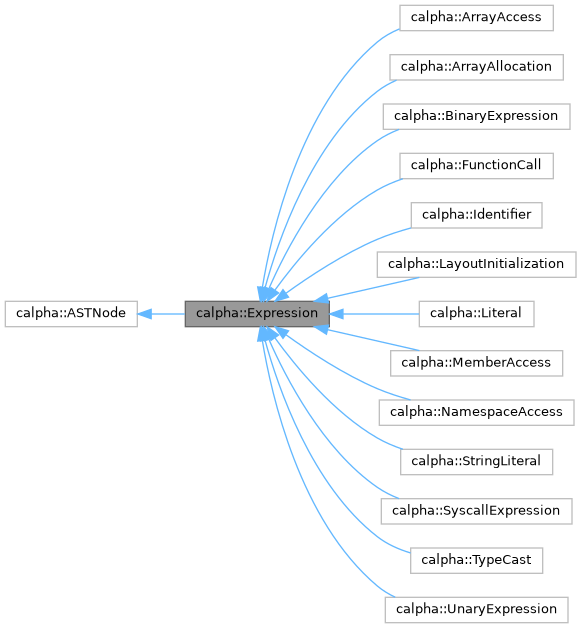 calpha::ArrayAccess
calpha::ArrayAllocation
calpha::BinaryExpression
calpha::FunctionCall
calpha::Identifier
calpha::LayoutInitialization
calpha::ASTNode
calpha::Expression
calpha::Literal
calpha::MemberAccess
calpha::NamespaceAccess
calpha::StringLiteral
calpha::SyscallExpression
calpha::TypeCast
calpha::UnaryExpression